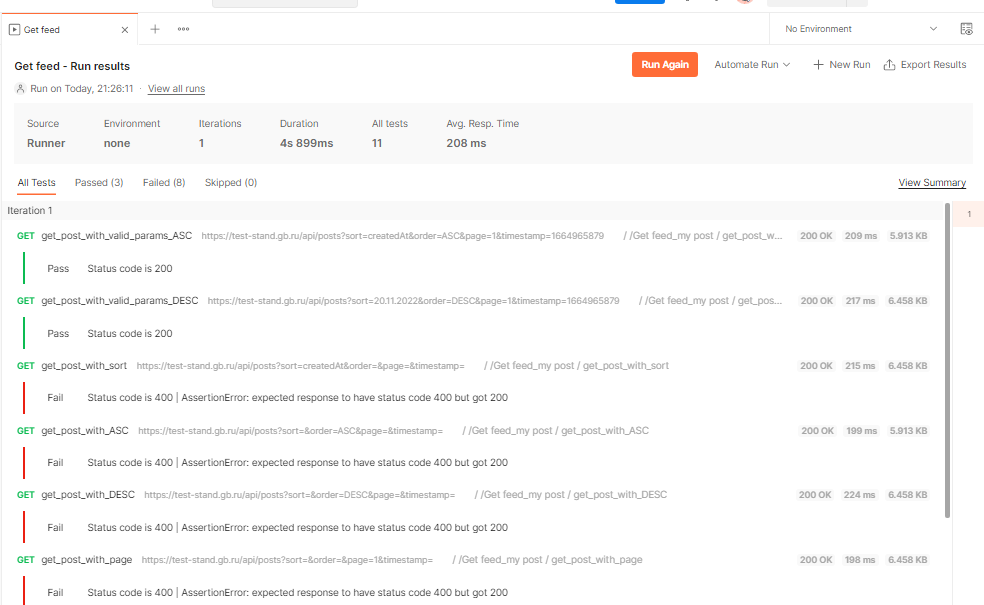 Get feed
No Environment
Get feed - Run results
Run Again
Automate Run
New Run
Export Results
Run on Today, 21:26:11 · View all runs
Source Environment Iterations Duration All tests Avg. Resp. Time
Runner none 1 4s 899ms 11 208 ms
All Tests Passed (3) Failed (8) Skipped (0) View Summary
Iteration 1
1
GET get_post_with_valid_params_ASC https://test-stand.gb.ru/api/posts?sort=createdAt&order=ASC&page=1&timestamp=1664965879 / /Get feed_my post / get_post_w... 200 OK 209 ms 5.913 KB
Pass Status code is 200
GET get_post_with_valid_params_DESC https://test-stand.gb.ru/api/posts?sort=20.11.2022&order=DESC&page=1&timestamp=1664965879 / /Get feed_my post / get_pos... 200 OK 217 ms 6.458 KB
Pass Status code is 200
GET get_post_with_sort https://test-stand.gb.ru/api/posts?sort=createdAt&order=&page=&timestamp= / /Get feed_my post / get_post_with_sort 200 OK 215 ms 6.458 KB
Fail Status code is 400 | AssertionError: expected response to have status code 400 but got 200
GET get_post_with_ASC https://test-stand.gb.ru/api/posts?sort=&order=ASC&page=&timestamp= / /Get feed_my post / get_post_with_ASC 200 OK 199 ms 5.913 KB
Fail Status code is 400 | AssertionError: expected response to have status code 400 but got 200
GET get_post_with_DESC https://test-stand.gb.ru/api/posts?sort=&order=DESC&page=&timestamp= / /Get feed_my post / get_post_with_DESC 200 OK 224 ms 6.458 KB
Fail Status code is 400 | AssertionError: expected response to have status code 400 but got 200
GET get_post_with_page https://test-stand.gb.ru/api/posts?sort=&order=&page=1&timestamp= / /Get feed_my post / get_post_with_page 200 OK 198 ms 6.458 KB
Fail Status code is 400 | AssertionError: expected response to have status code 400 but got 200